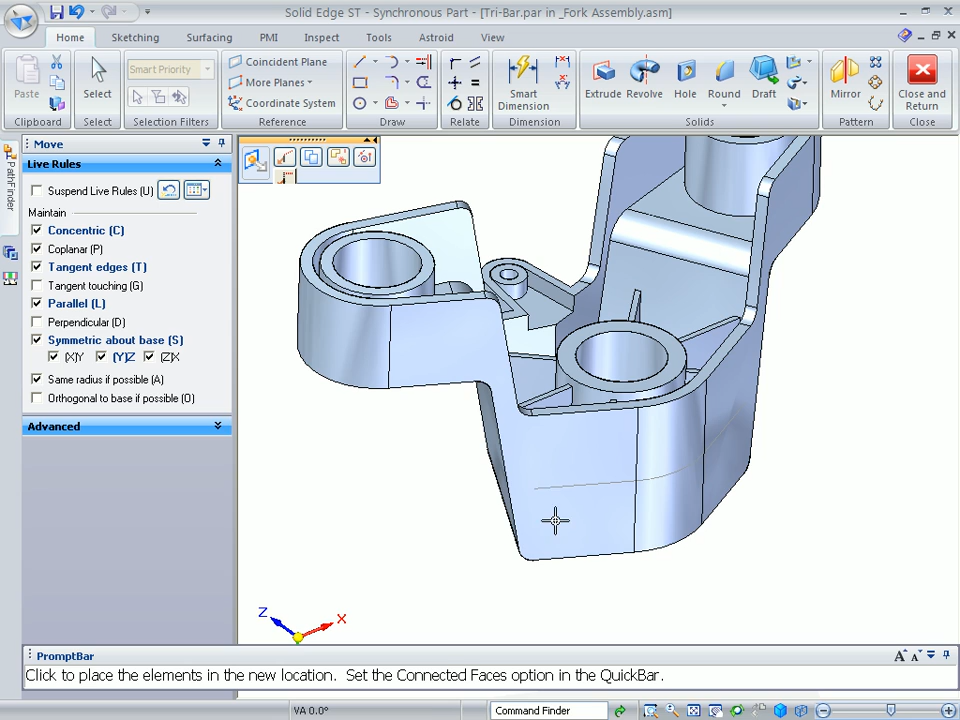 Solid Edge ST - Synchronous Part - [Tri-Bar.par in _Fork Assembly.asm]
Home Sketching Surfacing PMI Inspect Tools Astroid View
Paste
Clipboard
Select
Select
Smart Priority
Selection Filters
Coincident Plane
More Planes
Coordinate System
Reference
Draw
Relate
Smart Dimension
Dimension
Extrude Revolve Hole Round Draft
Solids
Mirror
Pattern
Close and Return
Close
PathFinder
Move
Live Rules
Suspend Live Rules (U)
Maintain
Concentric (C)
Coplanar (P)
Tangent edges (T)
Tangent touching (G)
Parallel (L)
Perpendicular (D)
Symmetric about base (S)
(X)Y (Y)Z (Z)X
Same radius if possible (A)
Orthogonal to base if possible (O)
Advanced
Z X
PromptBar
Click to place the elements in the new location. Set the Connected Faces option in the QuickBar.
VA 0.0°
Command Finder